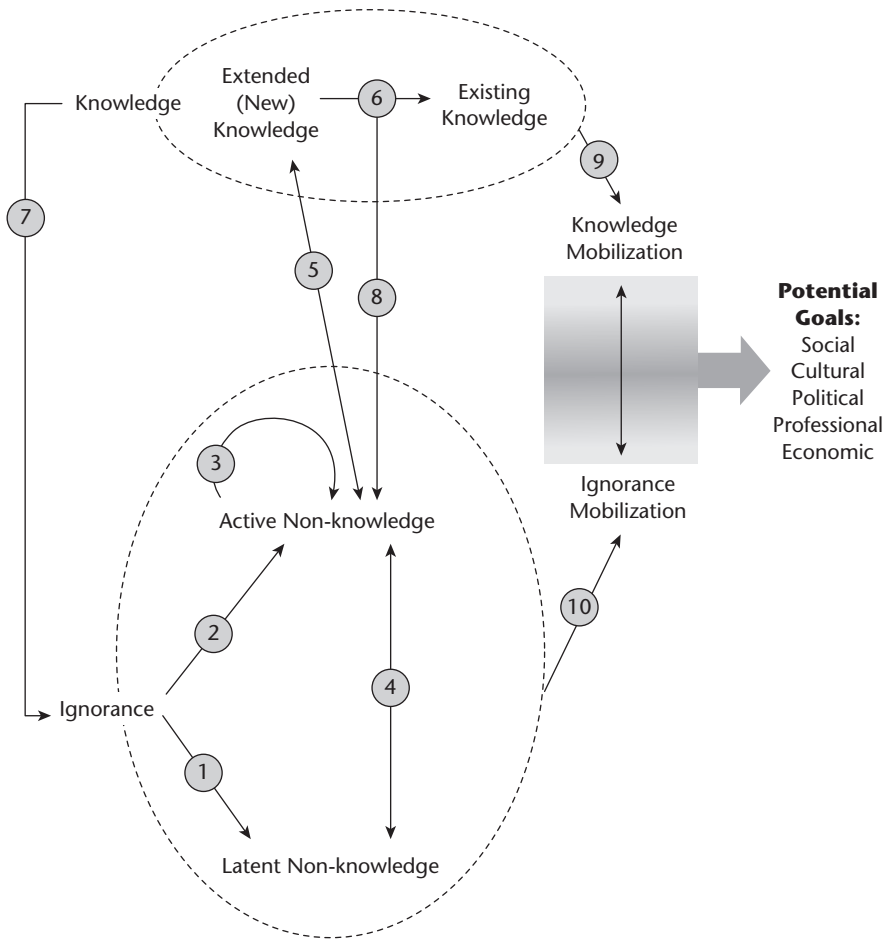 Knowledge
Extended
(New)
Knowledge
6
Existing
Knowledge
9
7
Knowledge
Mobilization
5
8
Potential
Goals:
Social
Cultural
Political
Professional
Economic
3
Ignorance
Mobilization
Active Non-knowledge
2
10
4
Ignorance
1
Latent Non-knowledge